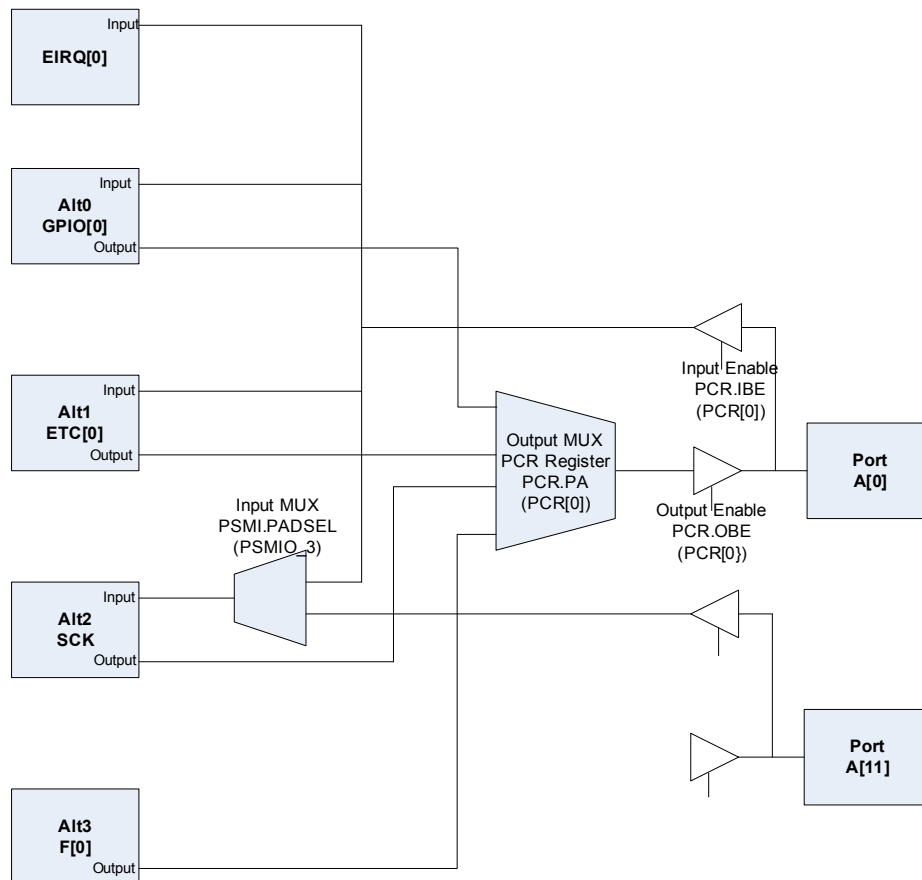 Input
EIRQ[0]
Input
Alt0
GPIO[0]
Output
Input Enable
PCR.IBE
(PCR[0])
Input
Alt1
ETC[0]
Output
Output MUX
PCR Register
PCR.PA
(PCR[0])
Port
A[0]
Output Enable
PCR.OBE
(PCR[0})
Input MUX
PSMI.PADSEL
(PSMIO_3)
Input
Alt2
SCK
Output
Port
A[11]
Alt3
F[0]
Output